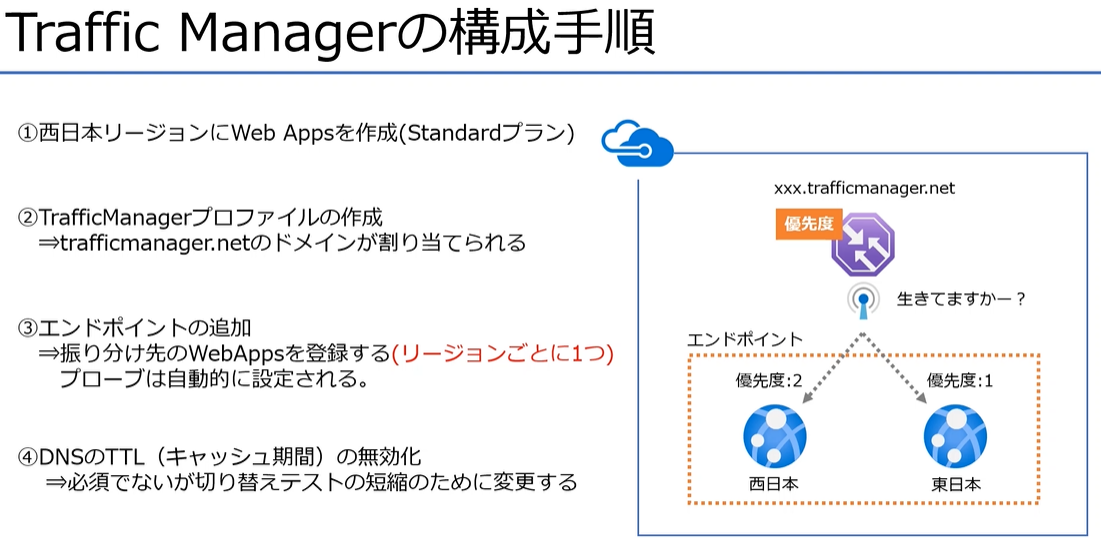 Traffic Managerの構成手順
①西日本リージョンにWeb Appsを作成(Standardプラン)
②TrafficManagerプロファイルの作成
⇒trafficmanager.netのドメインが割り当てられる
③エンドポイントの追加
⇒振り分け先のWebAppsを登録する(リージョンごとに1つ)
プローブは自動的に設定される。
④DNSのTTL（キャッシュ期間）の無効化
⇒必須でないが切り替えテストの短縮のために変更する
xxx.trafficmanager.net
優先度
生きてますかー？
エンドポイント
優先度:2
優先度:1
西日本
東日本